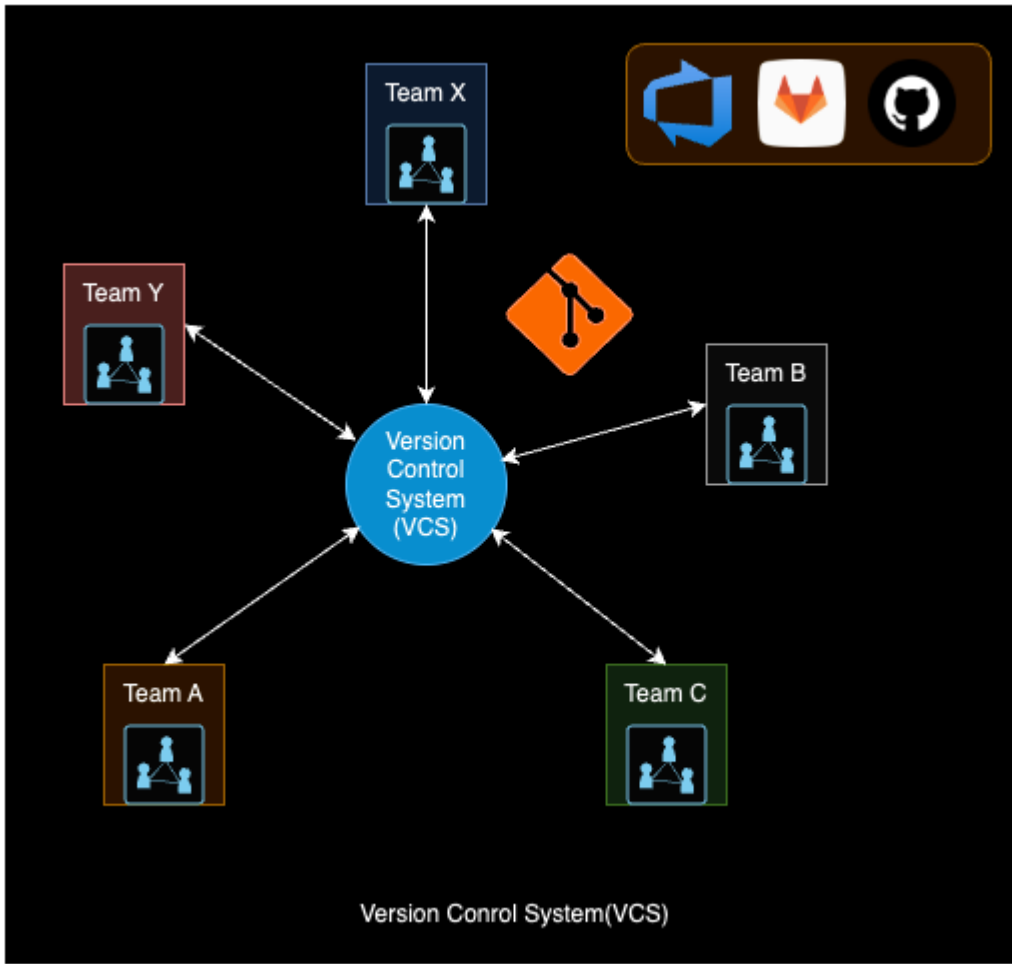 Team X
Team Y
Team B
Version
Control
System
(VCS)
Team A
Team C
Version Conrol System(VCS)